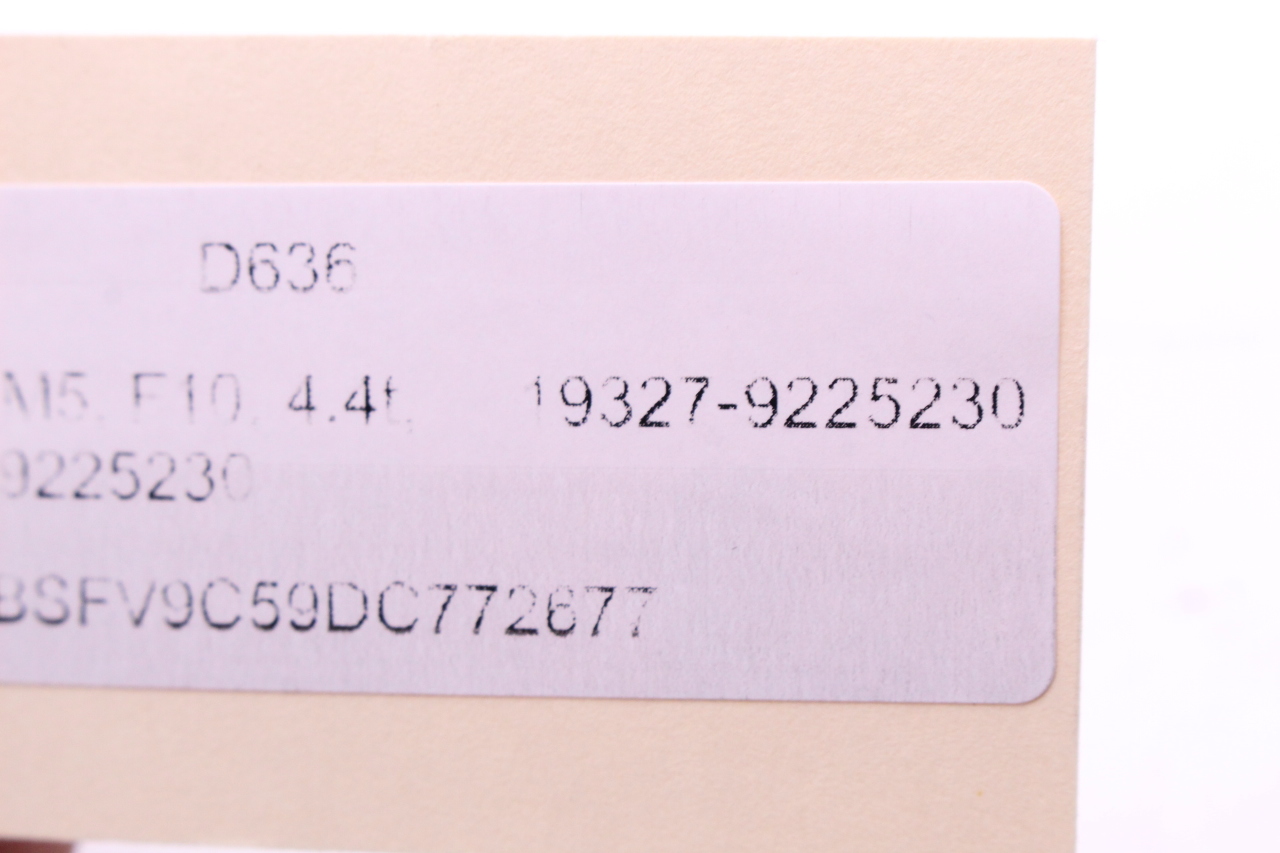 D636
M5, F10, 4.4t, 19327-9225230
9225230
BSFV9C59DC772677